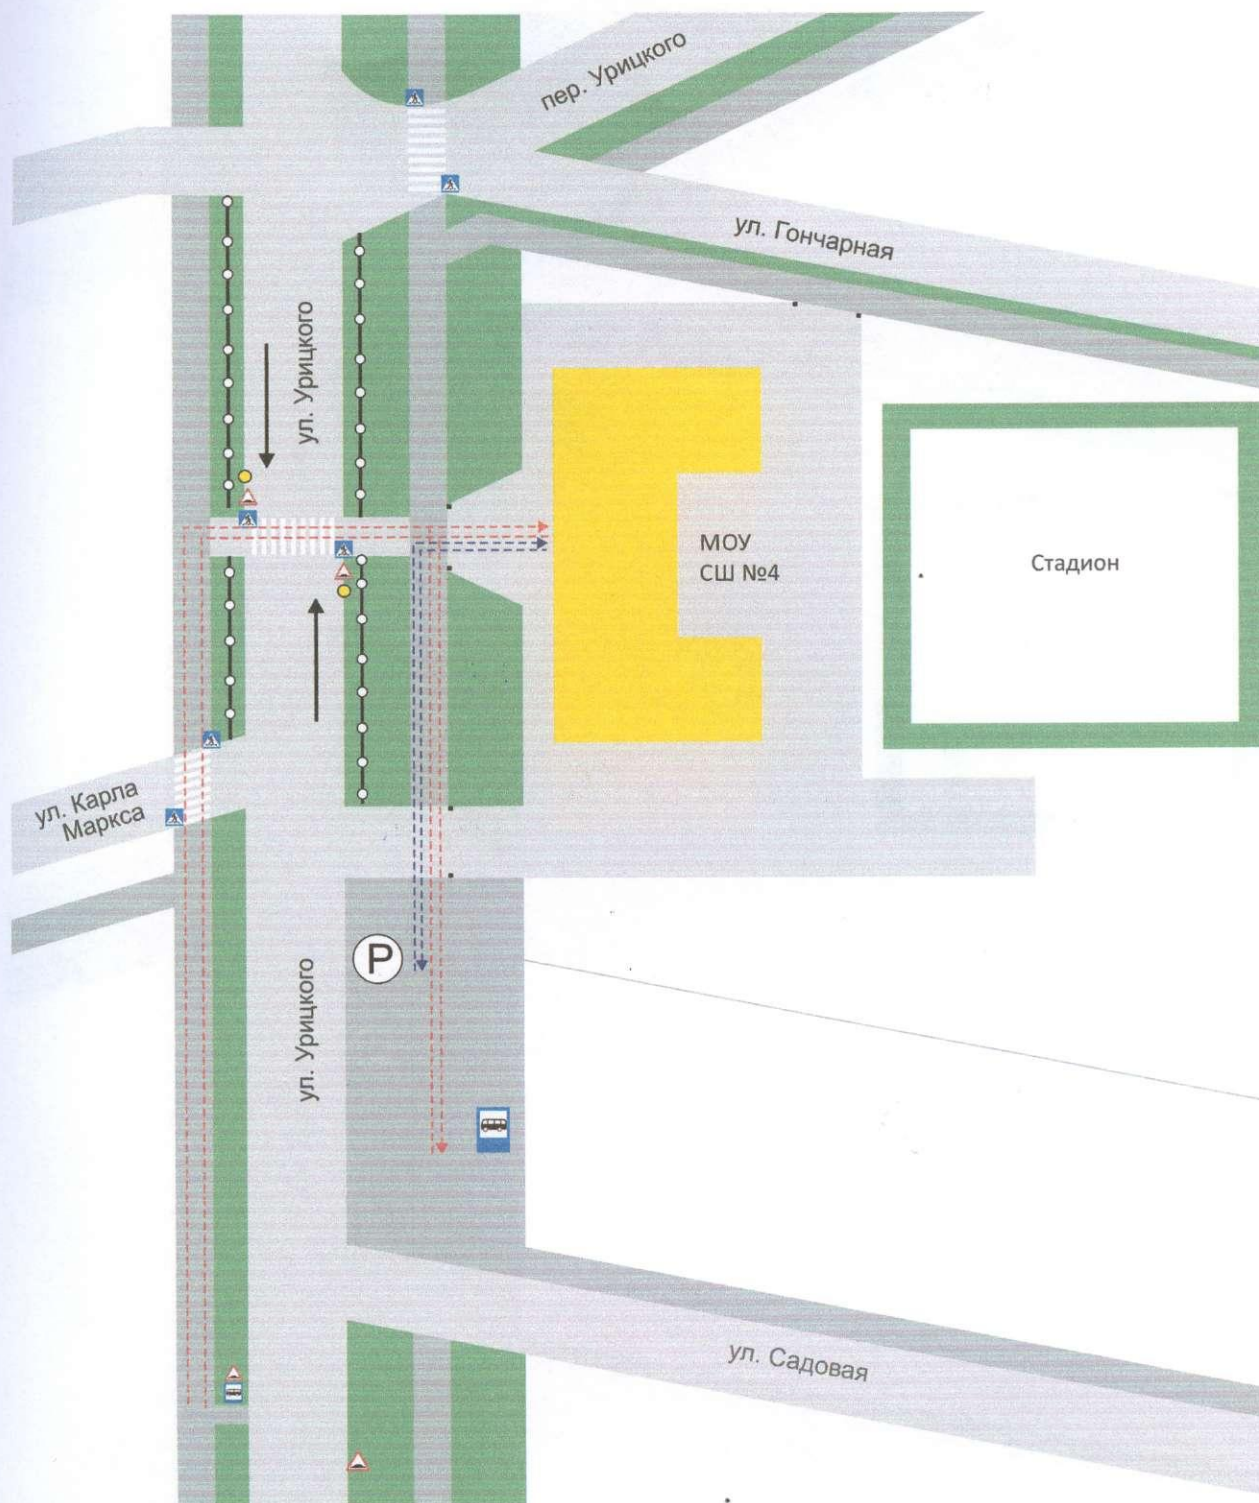 пер. Урицкого
ул. Гончарная
ул. Урицкого
МОУ
СШ №4
Стадион
ул. Карла
Маркса
P
ул. Урицкого
ул. Садовая